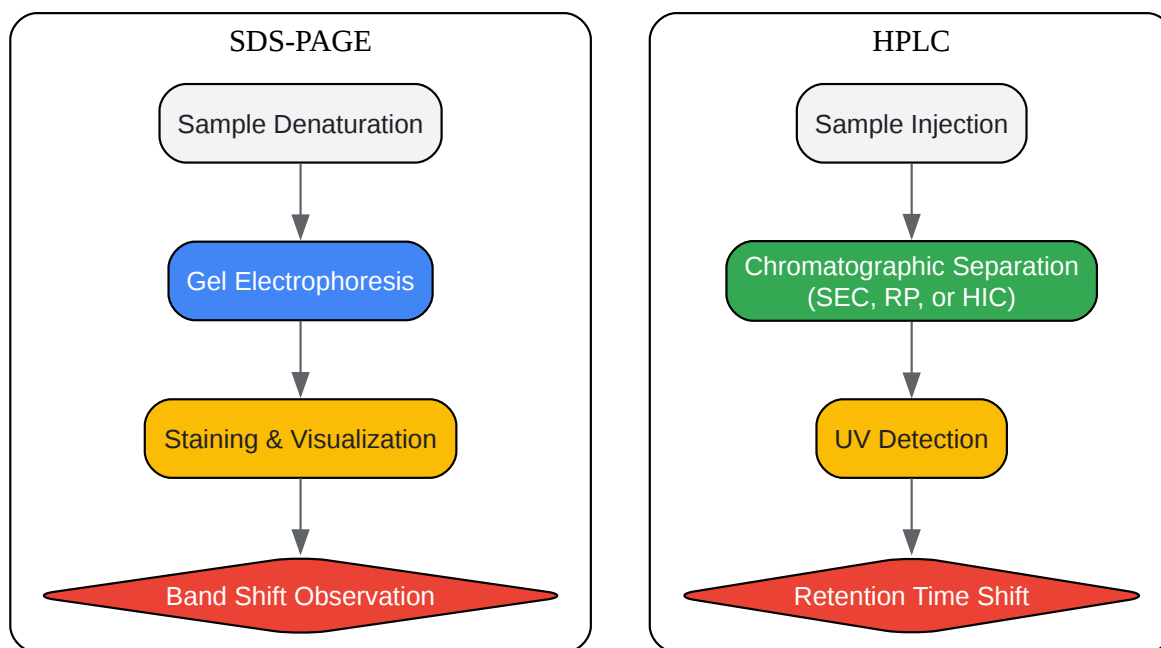 SDS-PAGE
Sample Denaturation
Gel Electrophoresis
Staining & Visualization
Band Shift Observation
HPLC
Sample Injection
Chromatographic Separation
(SEC, RP, or HIC)
UV Detection
Retention Time Shift